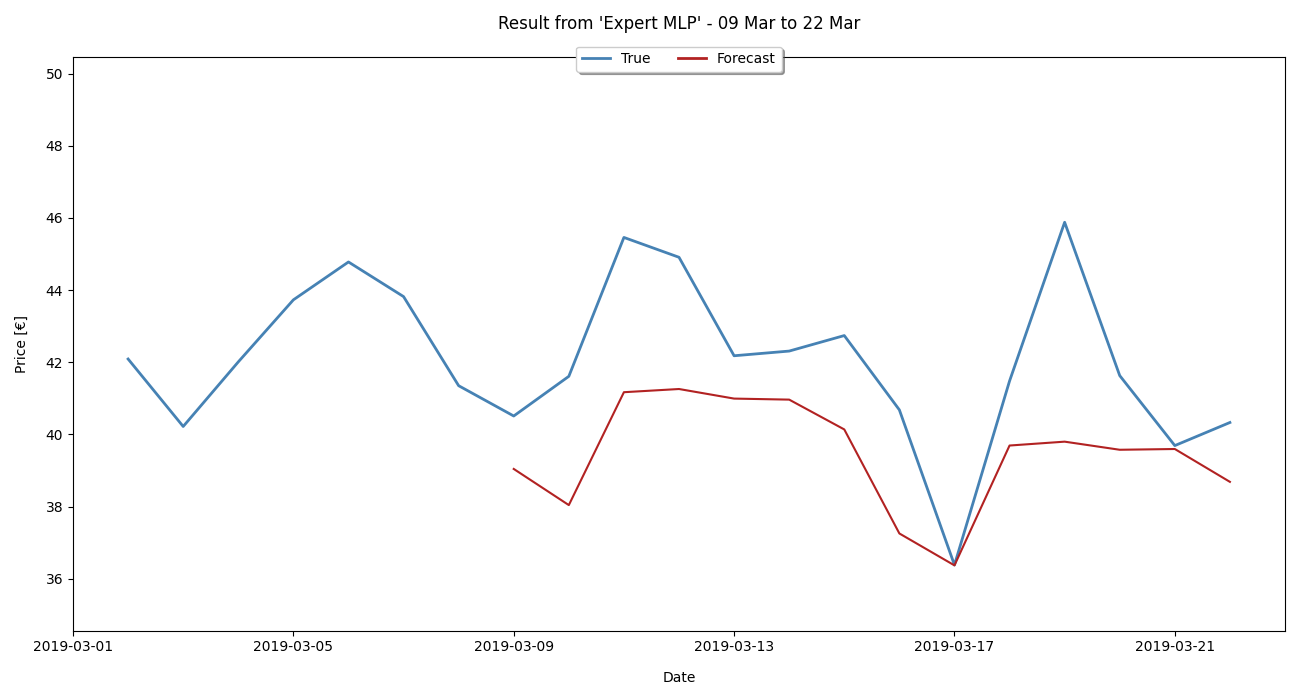 Result from 'Expert MLP' - 09 Mar to 22 Mar
True Forecast
50
48
46
44
42
40
38
36
Price [€]
2019-03-01 2019-03-05 2019-03-09 2019-03-13 2019-03-17 2019-03-21
Date